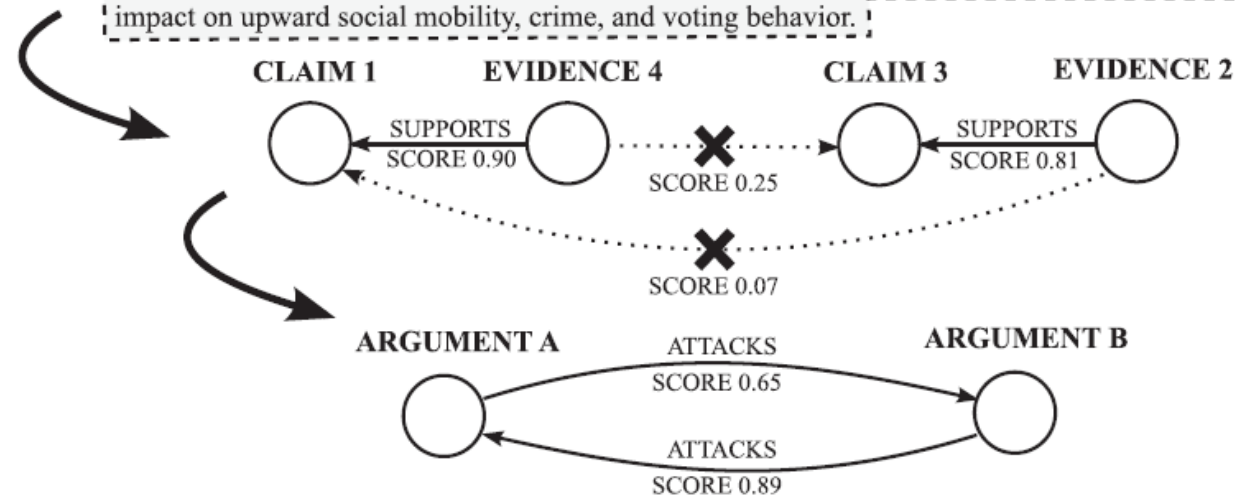 impact on upward social mobility, crime, and voting behavior.
CLAIM 1
EVIDENCE 4
CLAIM 3
EVIDENCE 2
SUPPORTS
SCORE 0.90
SCORE 0.25
SUPPORTS
SCORE 0.81
SCORE 0.07
ARGUMENT A
ARGUMENT B
ATTACKS
SCORE 0.65
ATTACKS
SCORE 0.89